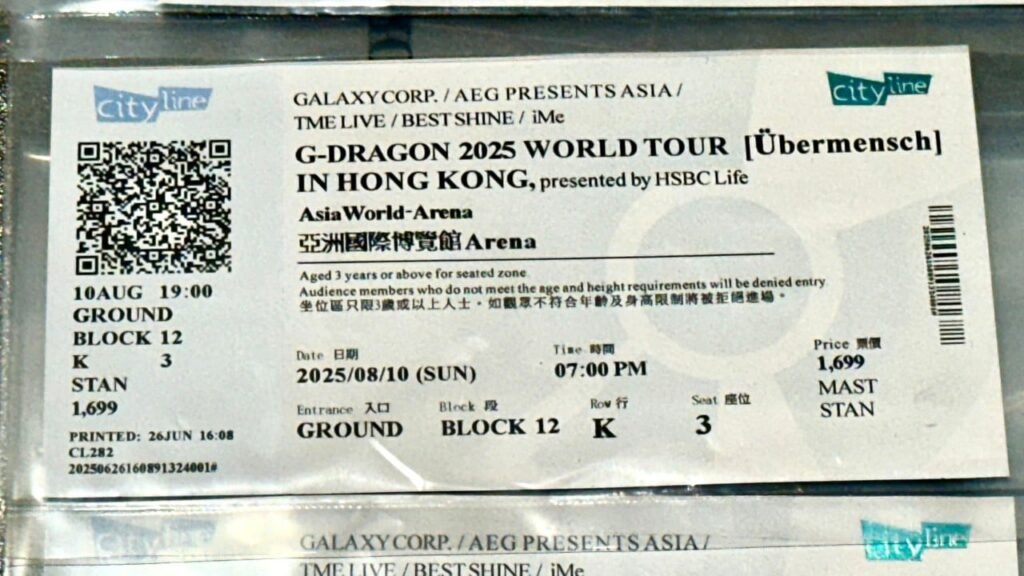 cityline
10AUG 19:00
GROUND
BLOCK 12
K 3
STAN
1,699
PRINTED: 26JUN 16:08
CL282
20250626160891324001#
GALAXY CORP. / AEG PRESENTS ASIA /
TME LIVE / BEST SHINE / iMe
cityline
G-DRAGON 2025 WORLD TOUR [Übermensch]
IN HONG KONG, presented by HSBC Life
AsiaWorld-Arena
亞洲國際博覽館Arena
Aged 3 years or above for seated zone
Audience members who do not meet the age and height requirements will be denied entry
坐位區只限3歲或以上人士。如觀眾不符合年齡及身高限制將被拒絕進場。
Date 日期 Time 時間 Price 票價
2025/08/10 (SUN) 07:00 PM 1,699
MAST
STAN
Entrance 入口 Block 段 Row 行 Seat 座位
GROUND BLOCK 12 K 3
cityline
GALAXY CORP. / AEG PRESENTS ASIA /
TME LIVE / BEST SHINE / iMe
cityline